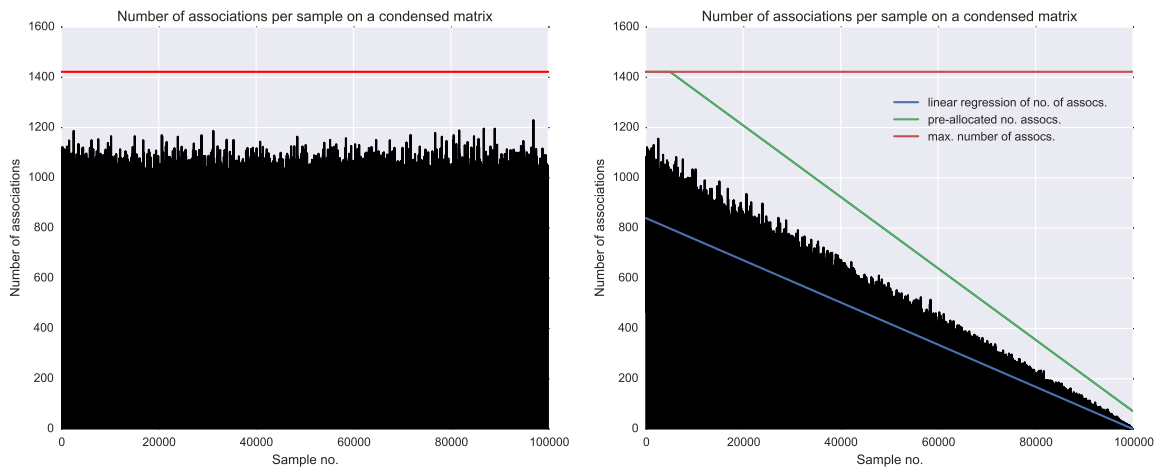 Number of associations per sample on a condensed matrix
1600
1400
1200
1000
800
600
400
200
0
Number of associations
0 20000 40000 60000 80000 100000
Sample no.
Number of associations per sample on a condensed matrix
1600
1400
1200
1000
800
600
400
200
0
Number of associations
linear regression of no. of assocs.
pre-allocated no. assocs.
max. number of assocs.
0 20000 40000 60000 80000 100000
Sample no.